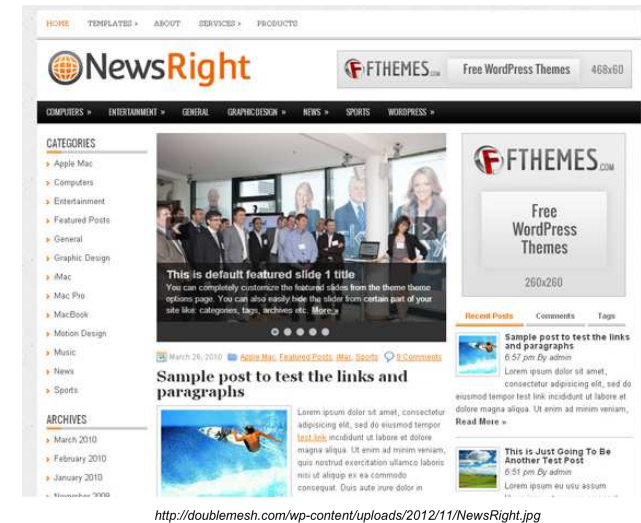 HOME TEMPLATES » ABOUT SERVICES » PRODUCTS
NewsRight
FTHEMES.COM Free WordPress Themes 468x60
COMPUTERS » ENTERTAINMENT » GENERAL GRAPHIC DESIGN » NEWS » SPORTS WORDPRESS »
CATEGORIES
Apple Mac
Computers
Entertainment
Featured Posts
General
Graphic Design
iMac
Mac Pro
MacBook
Motion Design
Music
News
Sports
ARCHIVES
March 2010
February 2010
January 2010
November 2009
This is default featured slide 1 title
You can completely customize the featured slides from the theme theme
options page. You can also easily hide the slider from certain part of your
site like: categories, tags, archives etc. More »
March 26, 2010 Apple Mac, Featured Posts, iMac, Sports 8 Comments
Sample post to test the links and
paragraphs
Lorem ipsum dolor sit amet, consectetur
adipisicing elit, sed do eiusmod tempor
test link incididunt ut labore et dolore
magna aliqua. Ut enim ad minim veniam,
quis nostrud exercitation ullamco laboris
nisi ut aliquip ex ea commodo
consequat. Duis aute irure dolor in
FTHEMES.COM
Free
WordPress
Themes
260x260
Recent Posts Comments Tags
Sample post to test the links
and paragraphs
6:57 pm By admin
Lorem ipsum dolor sit amet,
consectetur adipisicing elit, sed do
eiusmod tempor test link incididunt ut labore et
dolore magna aliqua. Ut enim ad minim veniam,
Read More »
This is Just Going To Be
Another Test Post
6:51 pm By admin
Lorem ipsum eu usu assum
http://doublemesh.com/wp-content/uploads/2012/11/NewsRight.jpg